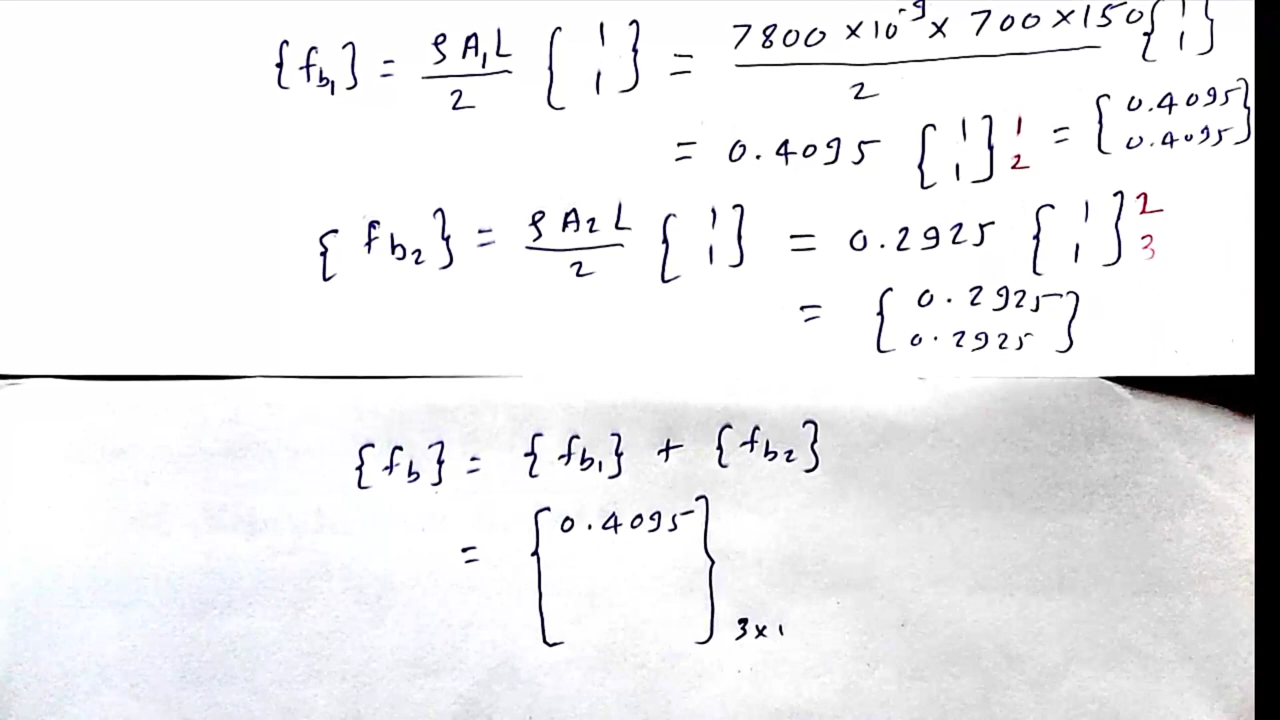 {f_b₁} = ρA₁L/2 {1 1} = 7800 × 10⁻⁹ × 700 × 150/2 {1 1}
= 0.4095 {1 1} 1 2 = {0.4095 0.4095}
{f_b₂} = ρA₂L/2 {1 1} = 0.2925 {1 1} 2 3
= {0.2925 0.2925}
{f_b} = {f_b₁} + {f_b₂}
= {0.4095} 3×1